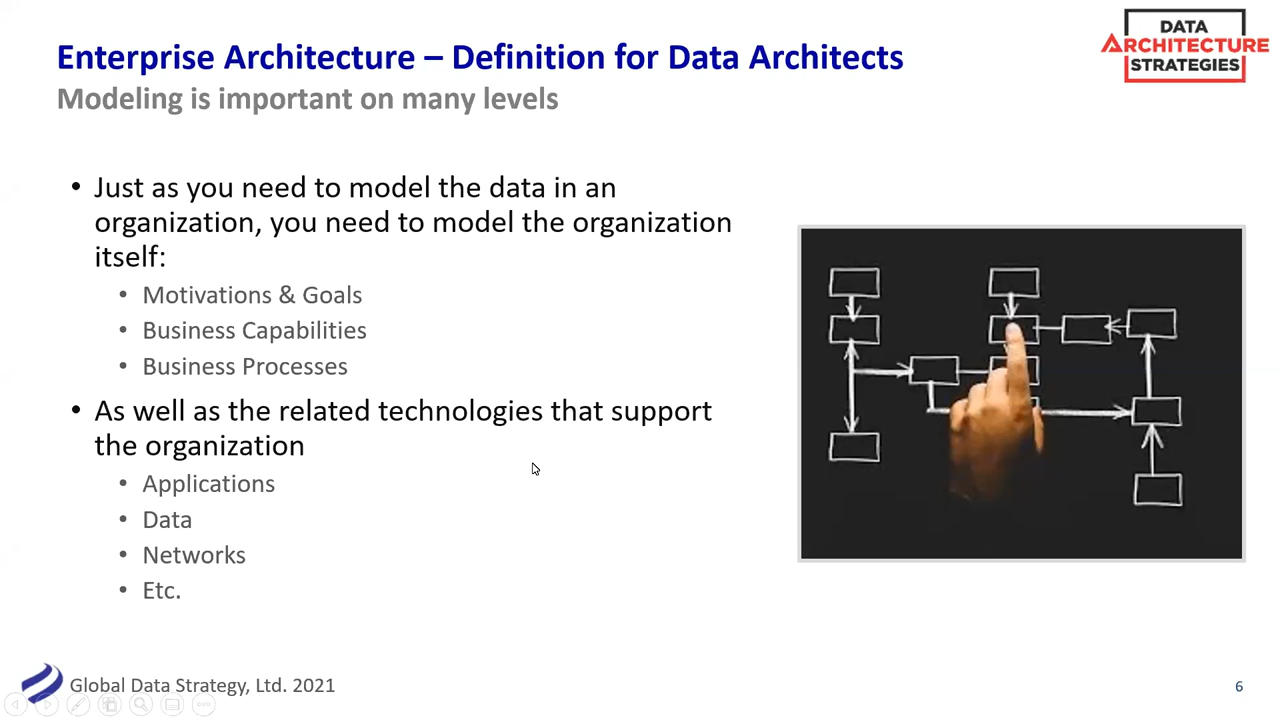 Enterprise Architecture – Definition for Data Architects
Modeling is important on many levels
DATA
ARCHITECTURE
STRATEGIES
• Just as you need to model the data in an
organization, you need to model the organization
itself:
• Motivations & Goals
• Business Capabilities
• Business Processes
• As well as the related technologies that support
the organization
• Applications
• Data
• Networks
• Etc.
Global Data Strategy, Ltd. 2021
6